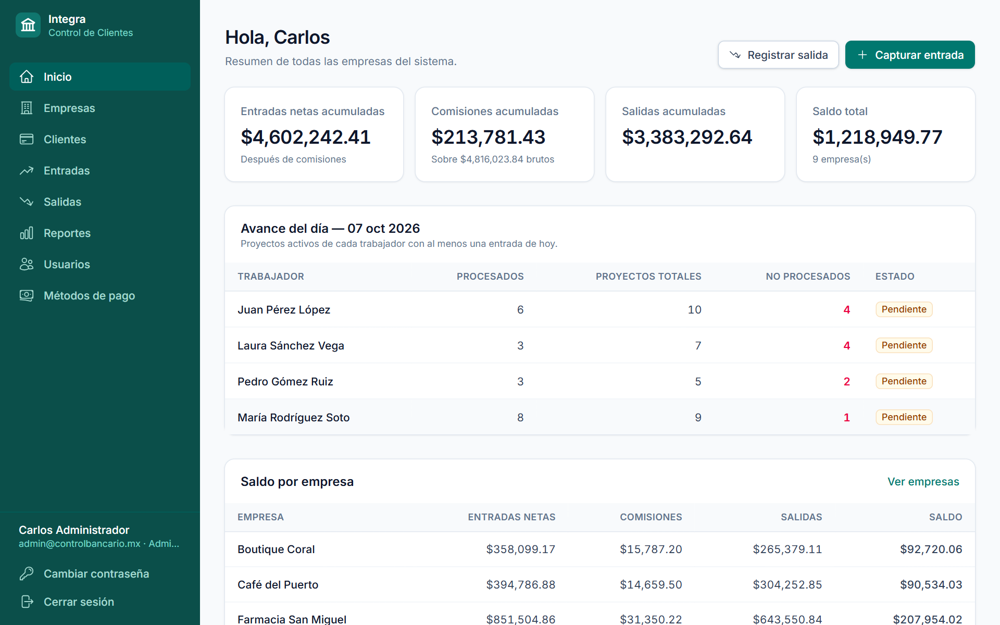 Integra
Control de Clientes
Inicio
Empresas
Clientes
Entradas
Salidas
Reportes
Usuarios
Métodos de pago
Carlos Administrador
admin@controlbancario.mx · Admi...
Cambiar contraseña
Cerrar sesión
Hola, Carlos
Resumen de todas las empresas del sistema.
Registrar salida
Capturar entrada
Entradas netas acumuladas
$4,602,242.41
Después de comisiones
Comisiones acumuladas
$213,781.43
Sobre $4,816,023.84 brutos
Salidas acumuladas
$3,383,292.64
Saldo total
$1,218,949.77
9 empresa(s)
Avance del día — 07 oct 2026
Proyectos activos de cada trabajador con al menos una entrada de hoy.
TRABAJADOR PROCESADOS PROYECTOS TOTALES NO PROCESADOS ESTADO
Juan Pérez López 6 10 4 Pendiente
Laura Sánchez Vega 3 7 4 Pendiente
Pedro Gómez Ruiz 3 5 2 Pendiente
María Rodríguez Soto 8 9 1 Pendiente
Saldo por empresa
Ver empresas
EMPRESA ENTRADAS NETAS COMISIONES SALIDAS SALDO
Boutique Coral $358,099.17 $15,787.20 $265,379.11 $92,720.06
Café del Puerto $394,786.88 $14,659.50 $304,252.85 $90,534.03
Farmacia San Miguel $851,504.86 $31,350.22 $643,550.84 $207,954.02